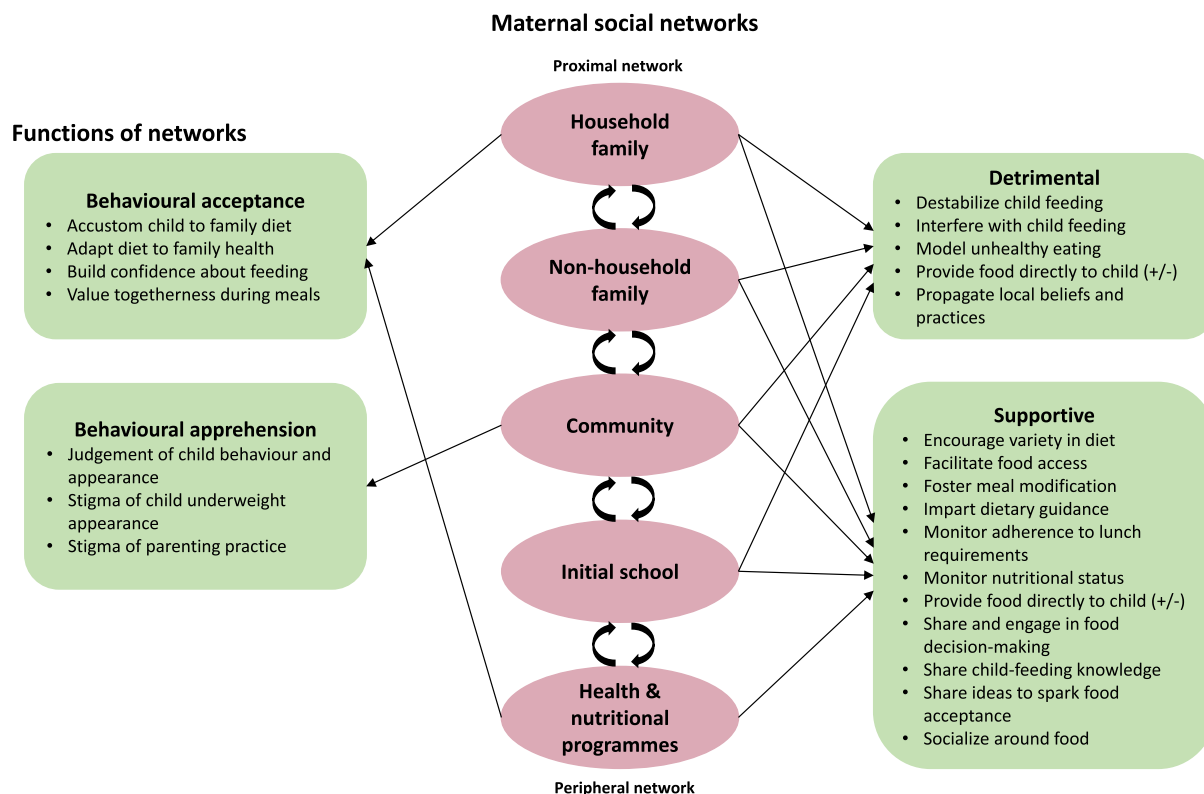 Maternal social networks
Proximal network
Functions of networks
Behavioural acceptance
• Accustom child to family diet
• Adapt diet to family health
• Build confidence about feeding
• Value togetherness during meals
Behavioural apprehension
• Judgement of child behaviour and
appearance
• Stigma of child underweight
appearance
• Stigma of parenting practice
Household
family
Non-household
family
Community
Initial school
Health &
nutritional
programmes
Peripheral network
Detrimental
• Destabilize child feeding
• Interfere with child feeding
• Model unhealthy eating
• Provide food directly to child (+/-)
• Propagate local beliefs and
practices
Supportive
• Encourage variety in diet
• Facilitate food access
• Foster meal modification
• Impart dietary guidance
• Monitor adherence to lunch
requirements
• Monitor nutritional status
• Provide food directly to child (+/-)
• Share and engage in food
decision-making
• Share child-feeding knowledge
• Share ideas to spark food
acceptance
• Socialize around food